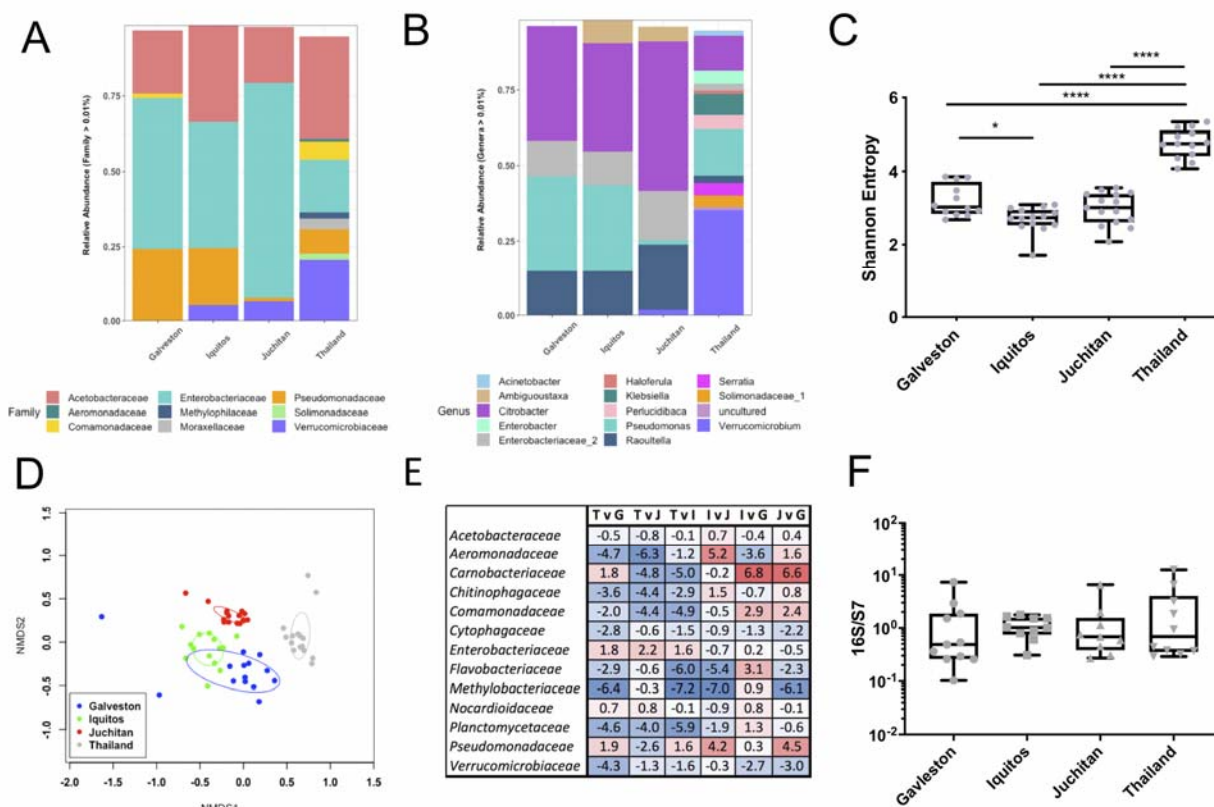 A
Relative Abundance (Family > 0.01%)
0.75
0.50
0.25
0.00
Galveston
Iquitos
Juchitan
Thailand
Family
Acetobacteraceae
Enterobacteriaceae
Pseudomonadaceae
Aeromonadaceae
Methylophilaceae
Solimonadaceae
Comamonadaceae
Moraxellaceae
Verrucomicrobiaceae
B
Relative Abundance (Genera > 0.01%)
0.75
0.50
0.25
0.00
Galveston
Iquitos
Juchitan
Thailand
Genus
Acinetobacter
Haloferula
Serratia
Ambiguoustaxa
Klebsiella
Solimonadaceae_1
Citrobacter
Perlucidibaca
uncultured
Enterobacter
Pseudomonas
Verrucomicrobium
Enterobacteriaceae_2
Raoultella
C
****
****
****
*
Shannon Entropy
6
4
2
0
Galveston
Iquitos
Juchitan
Thailand
D
NMDS2
1.5
1.0
0.5
0.0
-0.5
-1.0
Galveston
Iquitos
Juchitan
Thailand
-2.0 -1.5 -1.0 -0.5 0.0 0.5 1.0 1.5
NMDS1
E
T v G T v J T v I I v J I v G J v G
Acetobacteraceae -0.5 -0.8 -0.1 0.7 -0.4 0.4
Aeromonadaceae -4.7 -6.3 -1.2 5.2 -3.6 1.6
Carnobacteriaceae 1.8 -4.8 -5.0 -0.2 6.8 6.6
Chitinophagaceae -3.6 -4.4 -2.9 1.5 -0.7 0.8
Comamonadaceae -2.0 -4.4 -4.9 -0.5 2.9 2.4
Cytophagaceae -2.8 -0.6 -1.5 -0.9 -1.3 -2.2
Enterobacteriaceae 1.8 2.2 1.6 -0.7 0.2 -0.5
Flavobacteriaceae -2.9 -0.6 -6.0 -5.4 3.1 -2.3
Methylobacteriaceae -6.4 -0.3 -7.2 -7.0 0.9 -6.1
Nocardioidaceae 0.7 0.8 -0.1 -0.9 0.8 -0.1
Planctomycetaceae -4.6 -4.0 -5.9 -1.9 1.3 -0.6
Pseudomonadaceae 1.9 -2.6 1.6 4.2 0.3 4.5
Verrucomicrobiaceae -4.3 -1.3 -1.6 -0.3 -2.7 -3.0
F
16S/S7
10^2
10^1
10^0
10^-1
10^-2
Gavleston
Iquitos
Juchitan
Thailand